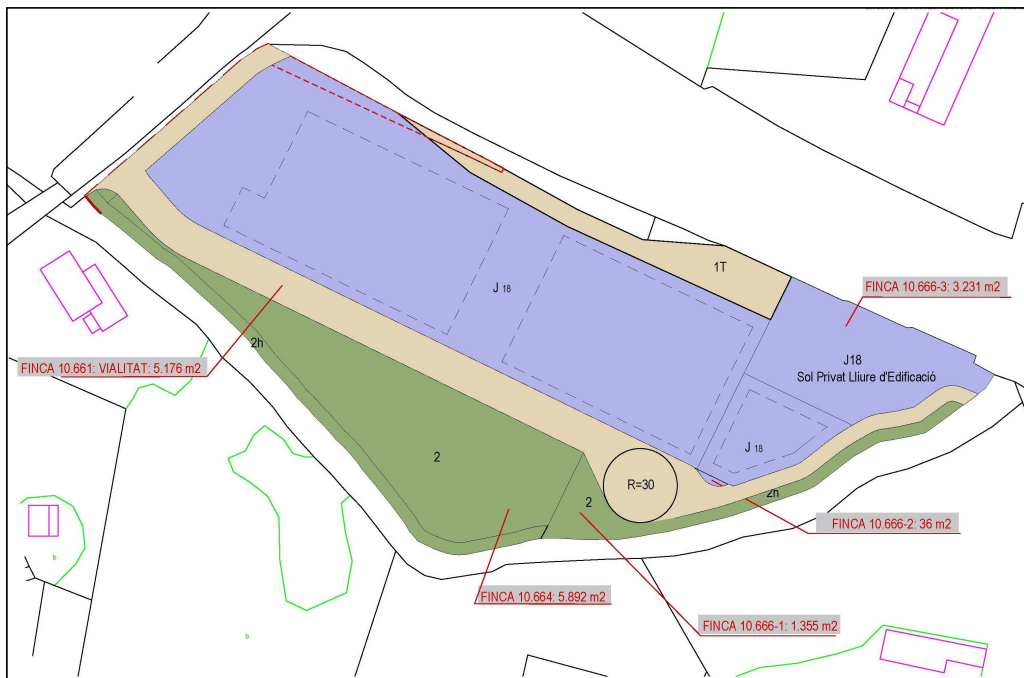 1T
FINCA 10.666-3: 3.231 m2
J 18
J18
Sol Privat Lliure d'Edificació
2h
FINCA 10.661: VIALITAT: 5.176 m2
2
J 18
R=30
2
2h
FINCA 10.666-2: 36 m2
b
FINCA 10.664: 5.892 m2
FINCA 10.666-1: 1.355 m2
b